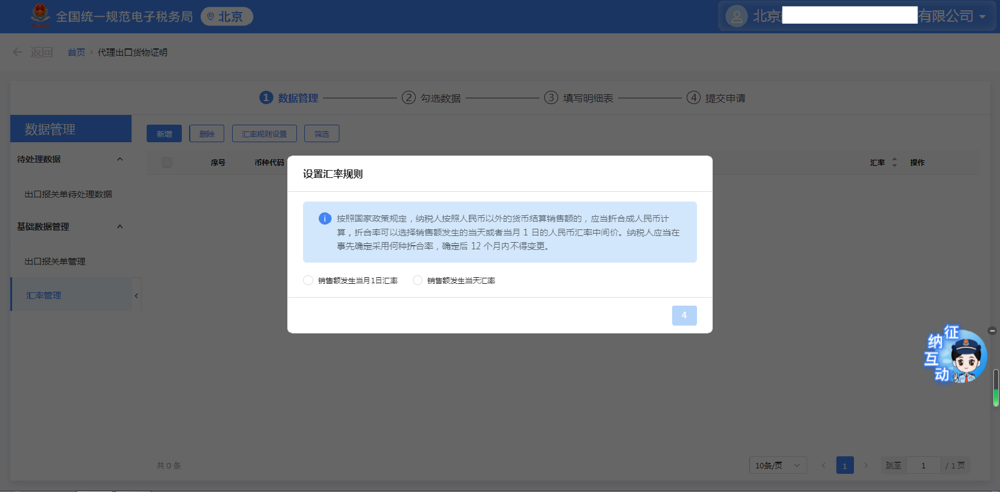 全国统一规范电子税务局 北京
北京 有限公司
返回 首页 > 代理出口货物证明
1 数据管理 2 勾选数据 3 填写明细表 4 提交申请
数据管理
新增 删除 汇率规则设置 筛选
待处理数据
序号 币种代码 汇率 操作
设置汇率规则
出口报关单待处理数据
按照国家政策规定，纳税人按照人民币以外的货币结算销售额的，应当折合成人民币计
算，折合率可以选择销售额发生的当天或者当月 1 日的人民币汇率中间价。纳税人应当在
事先确定采用何种折合率，确定后 12 个月内不得变更。
基础数据管理
出口报关单管理
销售额发生当月1日汇率 销售额发生当天汇率
汇率管理
4
征
纳
互
动
共 0 条
10条/页 1 跳至 1 / 1 页